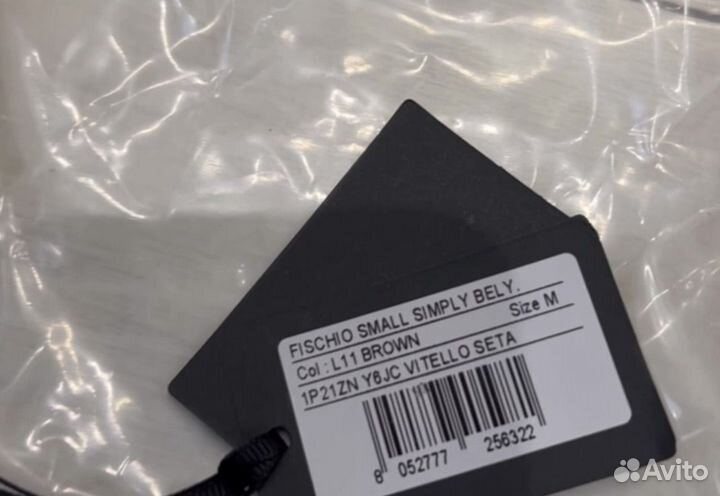 FISCHIO SMALL SIMPLY BELY.
Col : L11 BROWN Size M
1P21ZN Y6JC VITELLO SETA
8 052777 256322
Avito